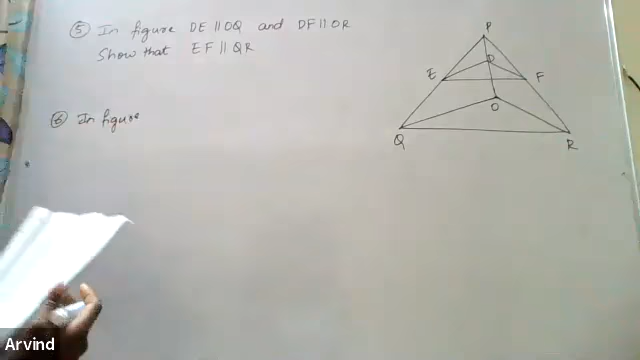 ⑤ In figure DE || OQ and DF || OR
Show that EF || QR
⑥ In figure
P
D
E
F
O
Q
R
Arvind